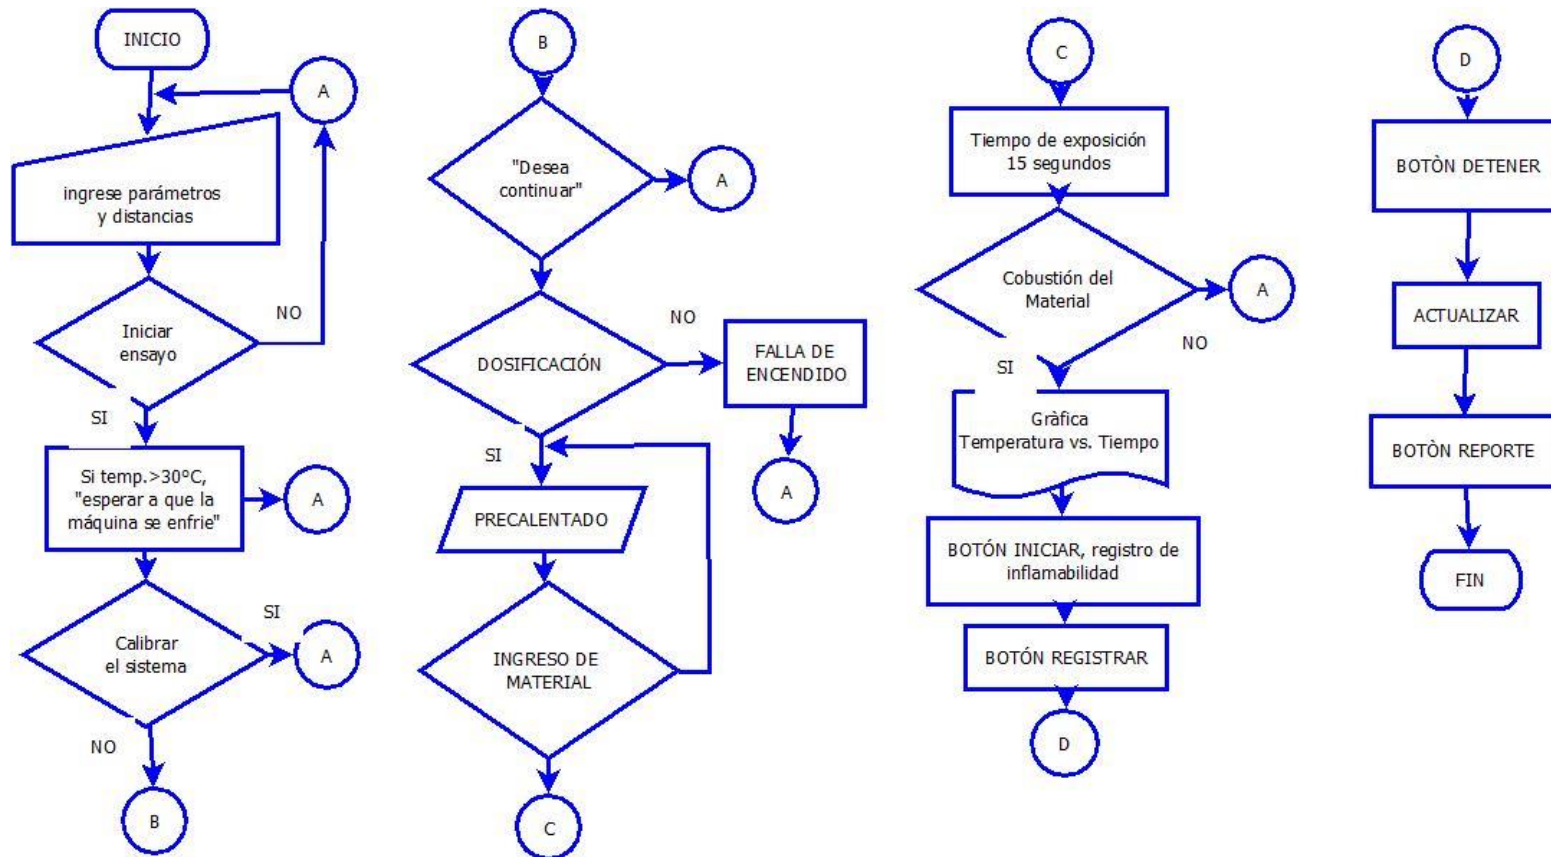 INICIO
A
ingrese parámetros
y distancias
Iniciar
ensayo
NO
SI
Si temp.>30ºC,
"esperar a que la
máquina se enfrie"
A
Calibrar
el sistema
SI
A
NO
B
B
"Desea
continuar"
A
DOSIFICACIÓN
NO
FALLA DE
ENCENDIDO
A
SI
PRECALENTADO
INGRESO DE
MATERIAL
C
C
Tiempo de exposición
15 segundos
Cobustión del
Material
A
NO
SI
Gràfica
Temperatura vs. Tiempo
BOTÓN INICIAR, registro de
inflamabilidad
BOTÓN REGISTRAR
D
D
BOTÒN DETENER
ACTUALIZAR
BOTÒN REPORTE
FIN